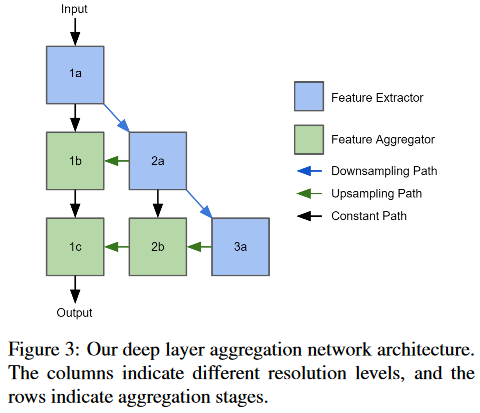 Input
1a
1b
2a
1c
2b
3a
Output
Feature Extractor
Feature Aggregator
Downsampling Path
Upsampling Path
Constant Path
Figure 3: Our deep layer aggregation network architecture.
The columns indicate different resolution levels, and the
rows indicate aggregation stages.